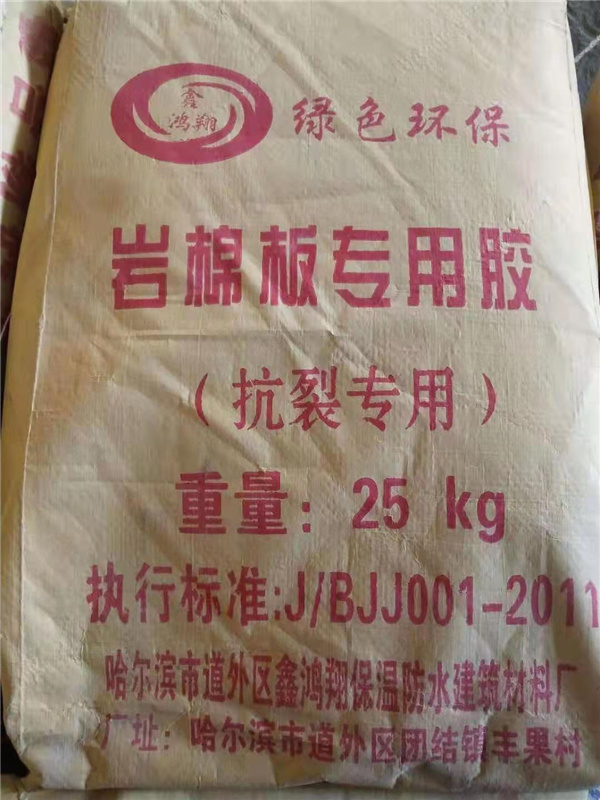 鑫
鸿翔
绿色环保
岩棉板专用胶
（抗裂专用）
重量：25 kg
执行标准:J/BJJ001-2011
哈尔滨市道外区鑫鸿翔保温防水建筑材料厂
厂址：哈尔滨市道外区团结镇丰果村